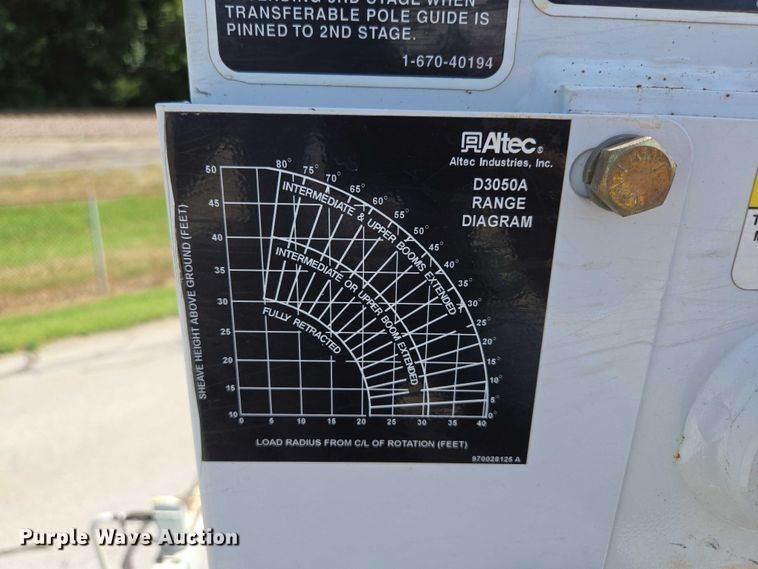 TRANSFERABLE POLE GUIDE IS
PINNED TO 2ND STAGE.
1-670-40194
Altec®
Altec Industries, Inc.
D3050A
RANGE
DIAGRAM
SHEAVE HEIGHT ABOVE GROUND (FEET)
50
45
40
35
30
25
20
15
10
80°
75°
70°
65°
60°
55°
50°
45°
40°
35°
30°
25°
20°
15°
10°
5°
0°
INTERMEDIATE & UPPER BOOMS EXTENDED
INTERMEDIATE OR UPPER BOOM EXTENDED
FULLY RETRACTED
0 5 10 15 20 25 30 35 40
LOAD RADIUS FROM C/L OF ROTATION (FEET)
970028125 A
Purple Wave Auction